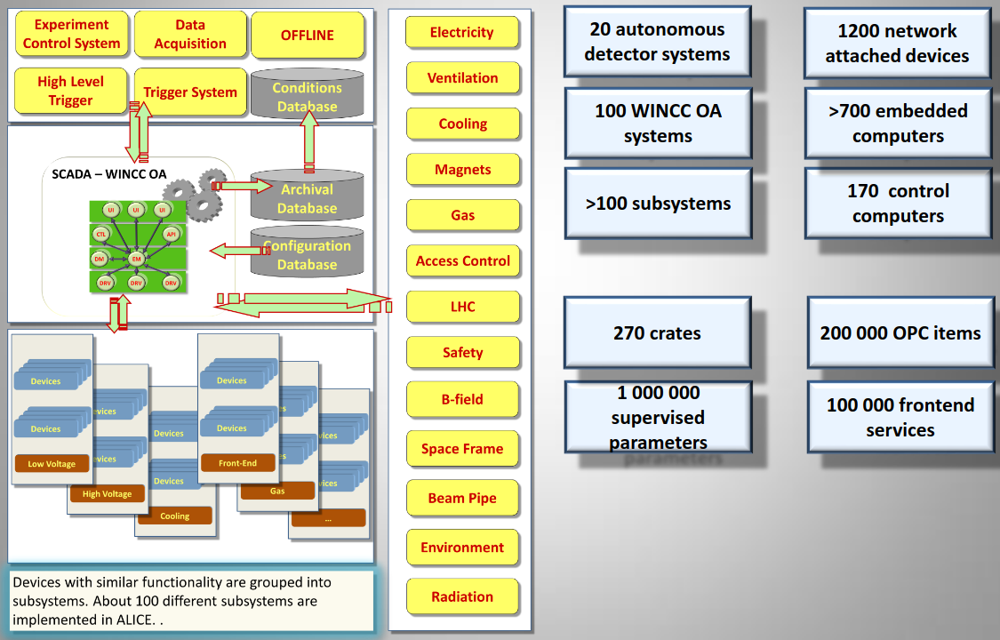 Experiment
Control System
Data
Acquisition
OFFLINE
High Level
Trigger
Trigger System
Conditions
Database
SCADA – WINCC OA
UI
UI
UI
CTL
API
DM
EM
DRV
DRV
DRV
Archival
Database
Configuration
Database
Devices
Devices
Low Voltage
evices
evices
High Voltage
Devices
Devices
Cooling
Devices
Devices
Front-End
Gas
vices
vices
...
Devices with similar functionality are grouped into
subsystems. About 100 different subsystems are
implemented in ALICE. .
Electricity
Ventilation
Cooling
Magnets
Gas
Access Control
LHC
Safety
B-field
Space Frame
Beam Pipe
Environment
Radiation
20 autonomous
detector systems
1200 network
attached devices
100 WINCC OA
systems
>700 embedded
computers
>100 subsystems
170 control
computers
270 crates
200 000 OPC items
1 000 000
supervised
parameters
100 000 frontend
services